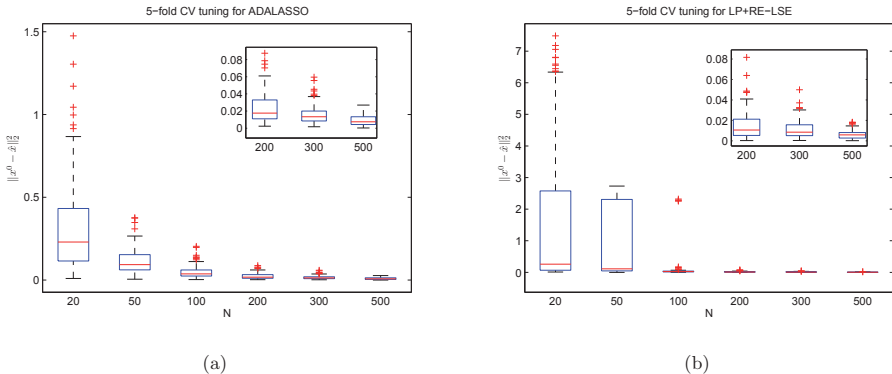 5-fold CV tuning for ADALASSO
1.5
1
0.5
0
‖x⁰ − x̂‖₂²
0.08
0.06
0.04
0.02
0
200 300 500
20 50 100 200 300 500
N
(a)
5-fold CV tuning for LP+RE-LSE
7
6
5
4
3
2
1
0
‖x⁰ − x̂‖₂²
0.08
0.06
0.04
0.02
0
200 300 500
20 50 100 200 300 500
N
(b)